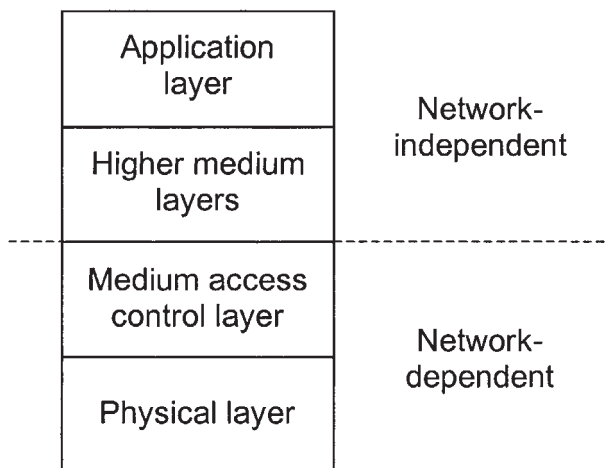 Application
layer
Network-
independent
Higher medium
layers
Medium access
control layer
Network-
dependent
Physical layer